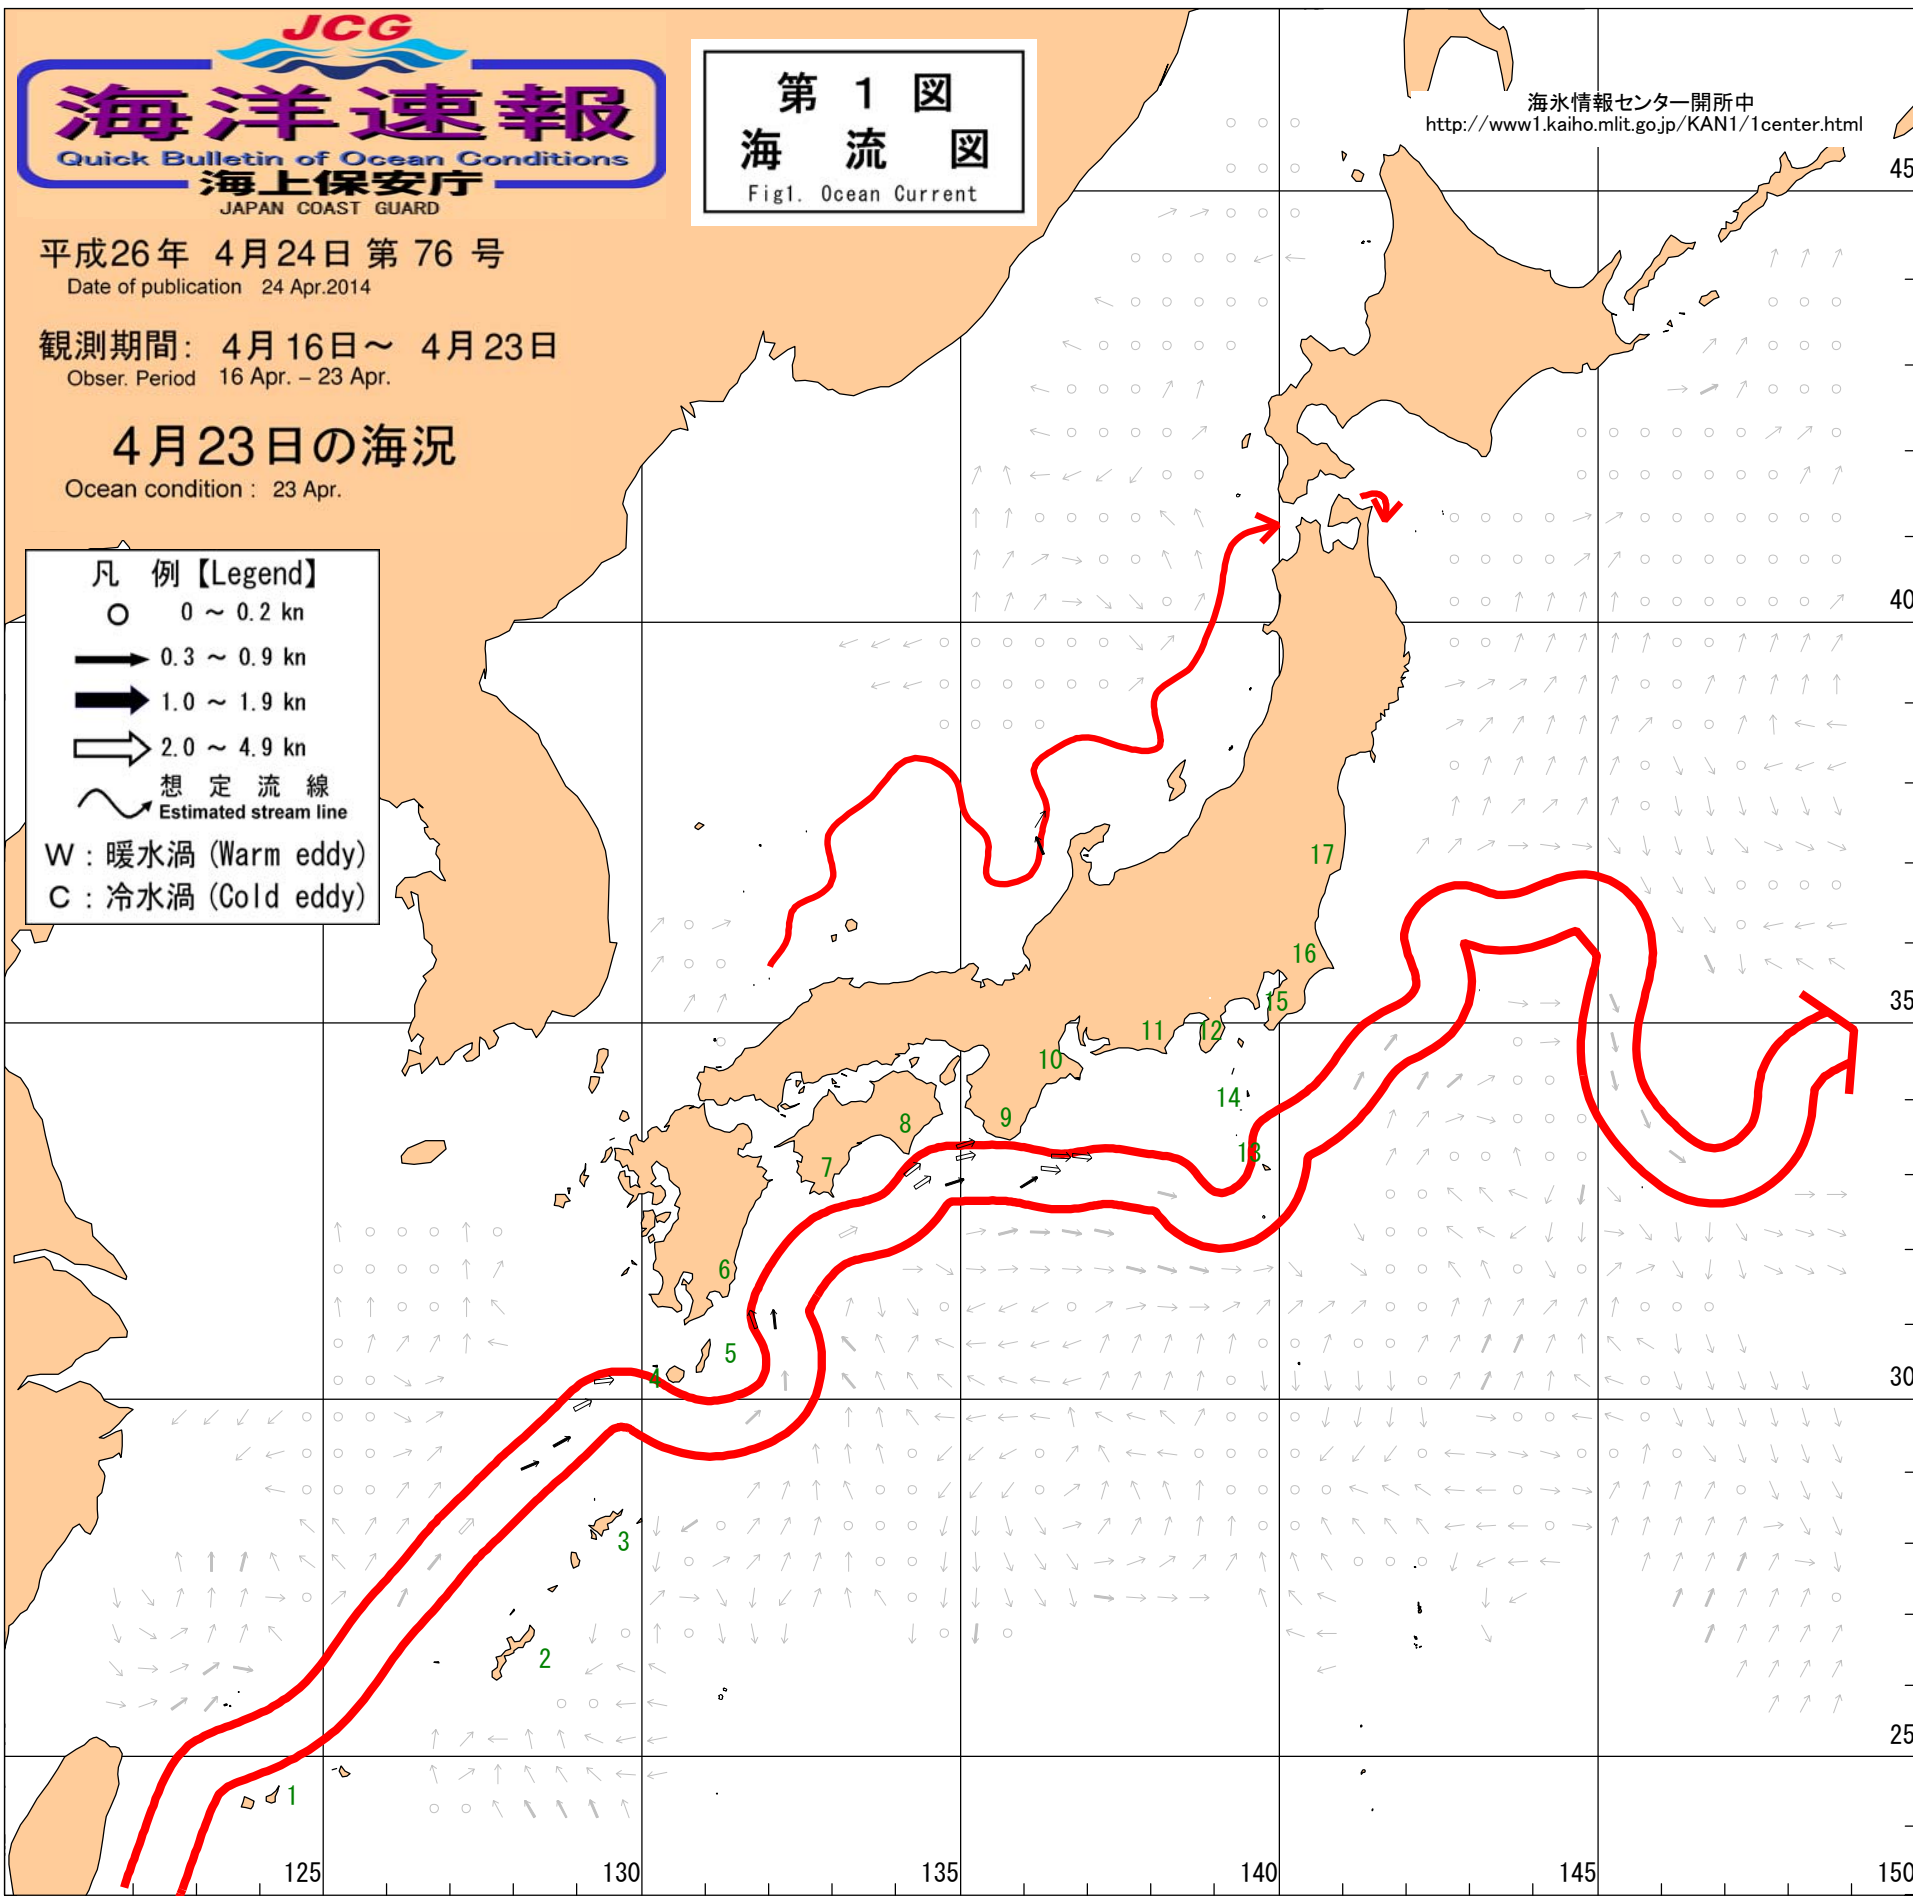 JCG
海洋速報
Quick Bulletin of Ocean Conditions
海上保安庁
JAPAN COAST GUARD
平成26年 4月24日 第 76 号
Date of publication 24 Apr.2014
観測期間: 4月16日～ 4月23日
Obser. Period 16 Apr. – 23 Apr.
4月23日の海況
Ocean condition : 23 Apr.
第 1 図
海 流 図
Fig1. Ocean Current
海氷情報センター開所中
http://www1.kaiho.mlit.go.jp/KAN1/1center.html
凡 例【Legend】
0 ～ 0.2 kn
0.3 ～ 0.9 kn
1.0 ～ 1.9 kn
2.0 ～ 4.9 kn
想 定 流 線
Estimated stream line
W : 暖水渦 (Warm eddy)
C : 冷水渦 (Cold eddy)
45
40
35
30
25
17
16
15
11
12
10
14
9
8
13
7
6
5
4
3
2
1
125
130
135
140
145
150